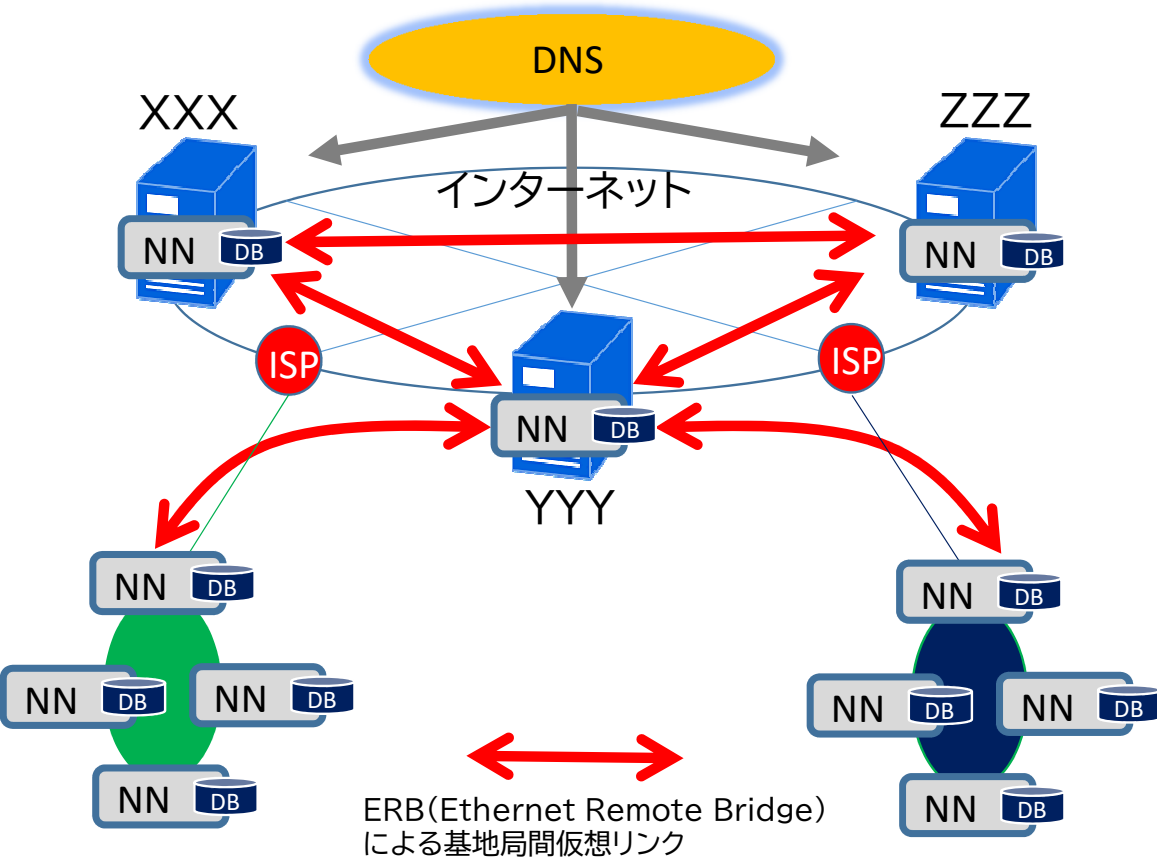 DNS
XXX
ZZZ
インターネット
NN DB
NN DB
ISP
ISP
NN DB
YYY
NN DB
NN DB
NN DB
NN DB
NN DB
NN DB
NN DB
NN DB
NN DB
ERB（Ethernet Remote Bridge）
による基地局間仮想リンク